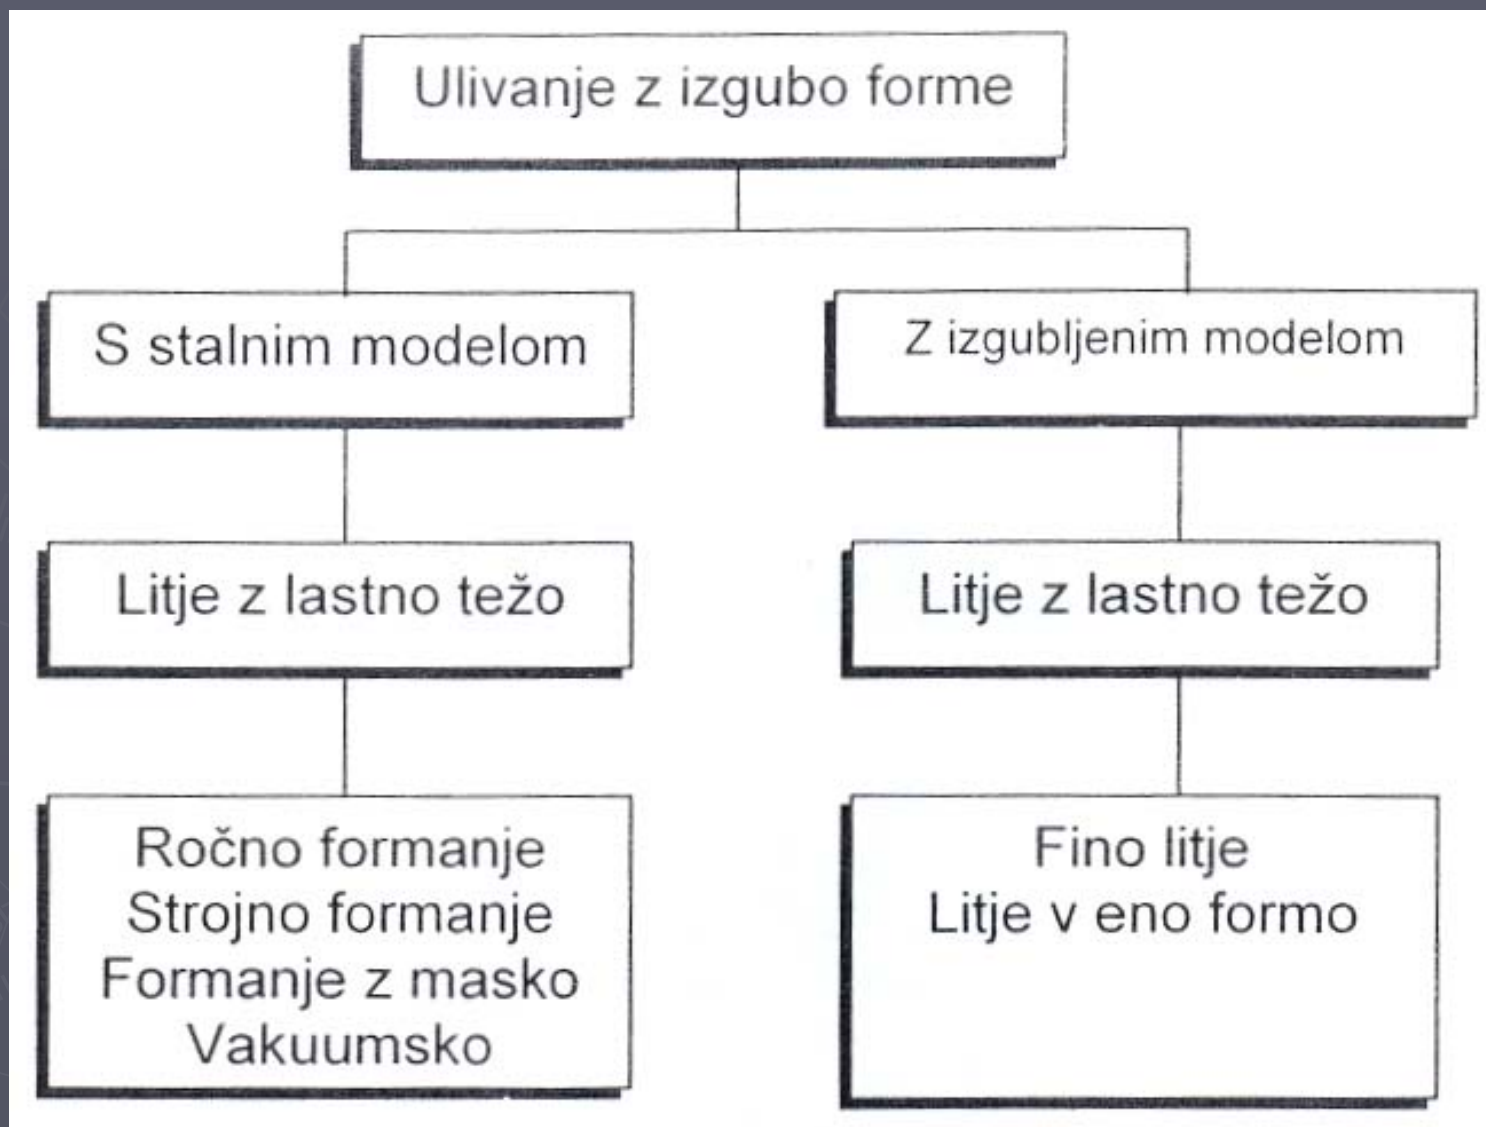 Ulivanje z izgubo forme
S stalnim modelom
Z izgubljenim modelom
Litje z lastno težo
Litje z lastno težo
Ročno formanje
Strojno formanje
Formanje z masko
Vakuumsko
Fino litje
Litje v eno formo